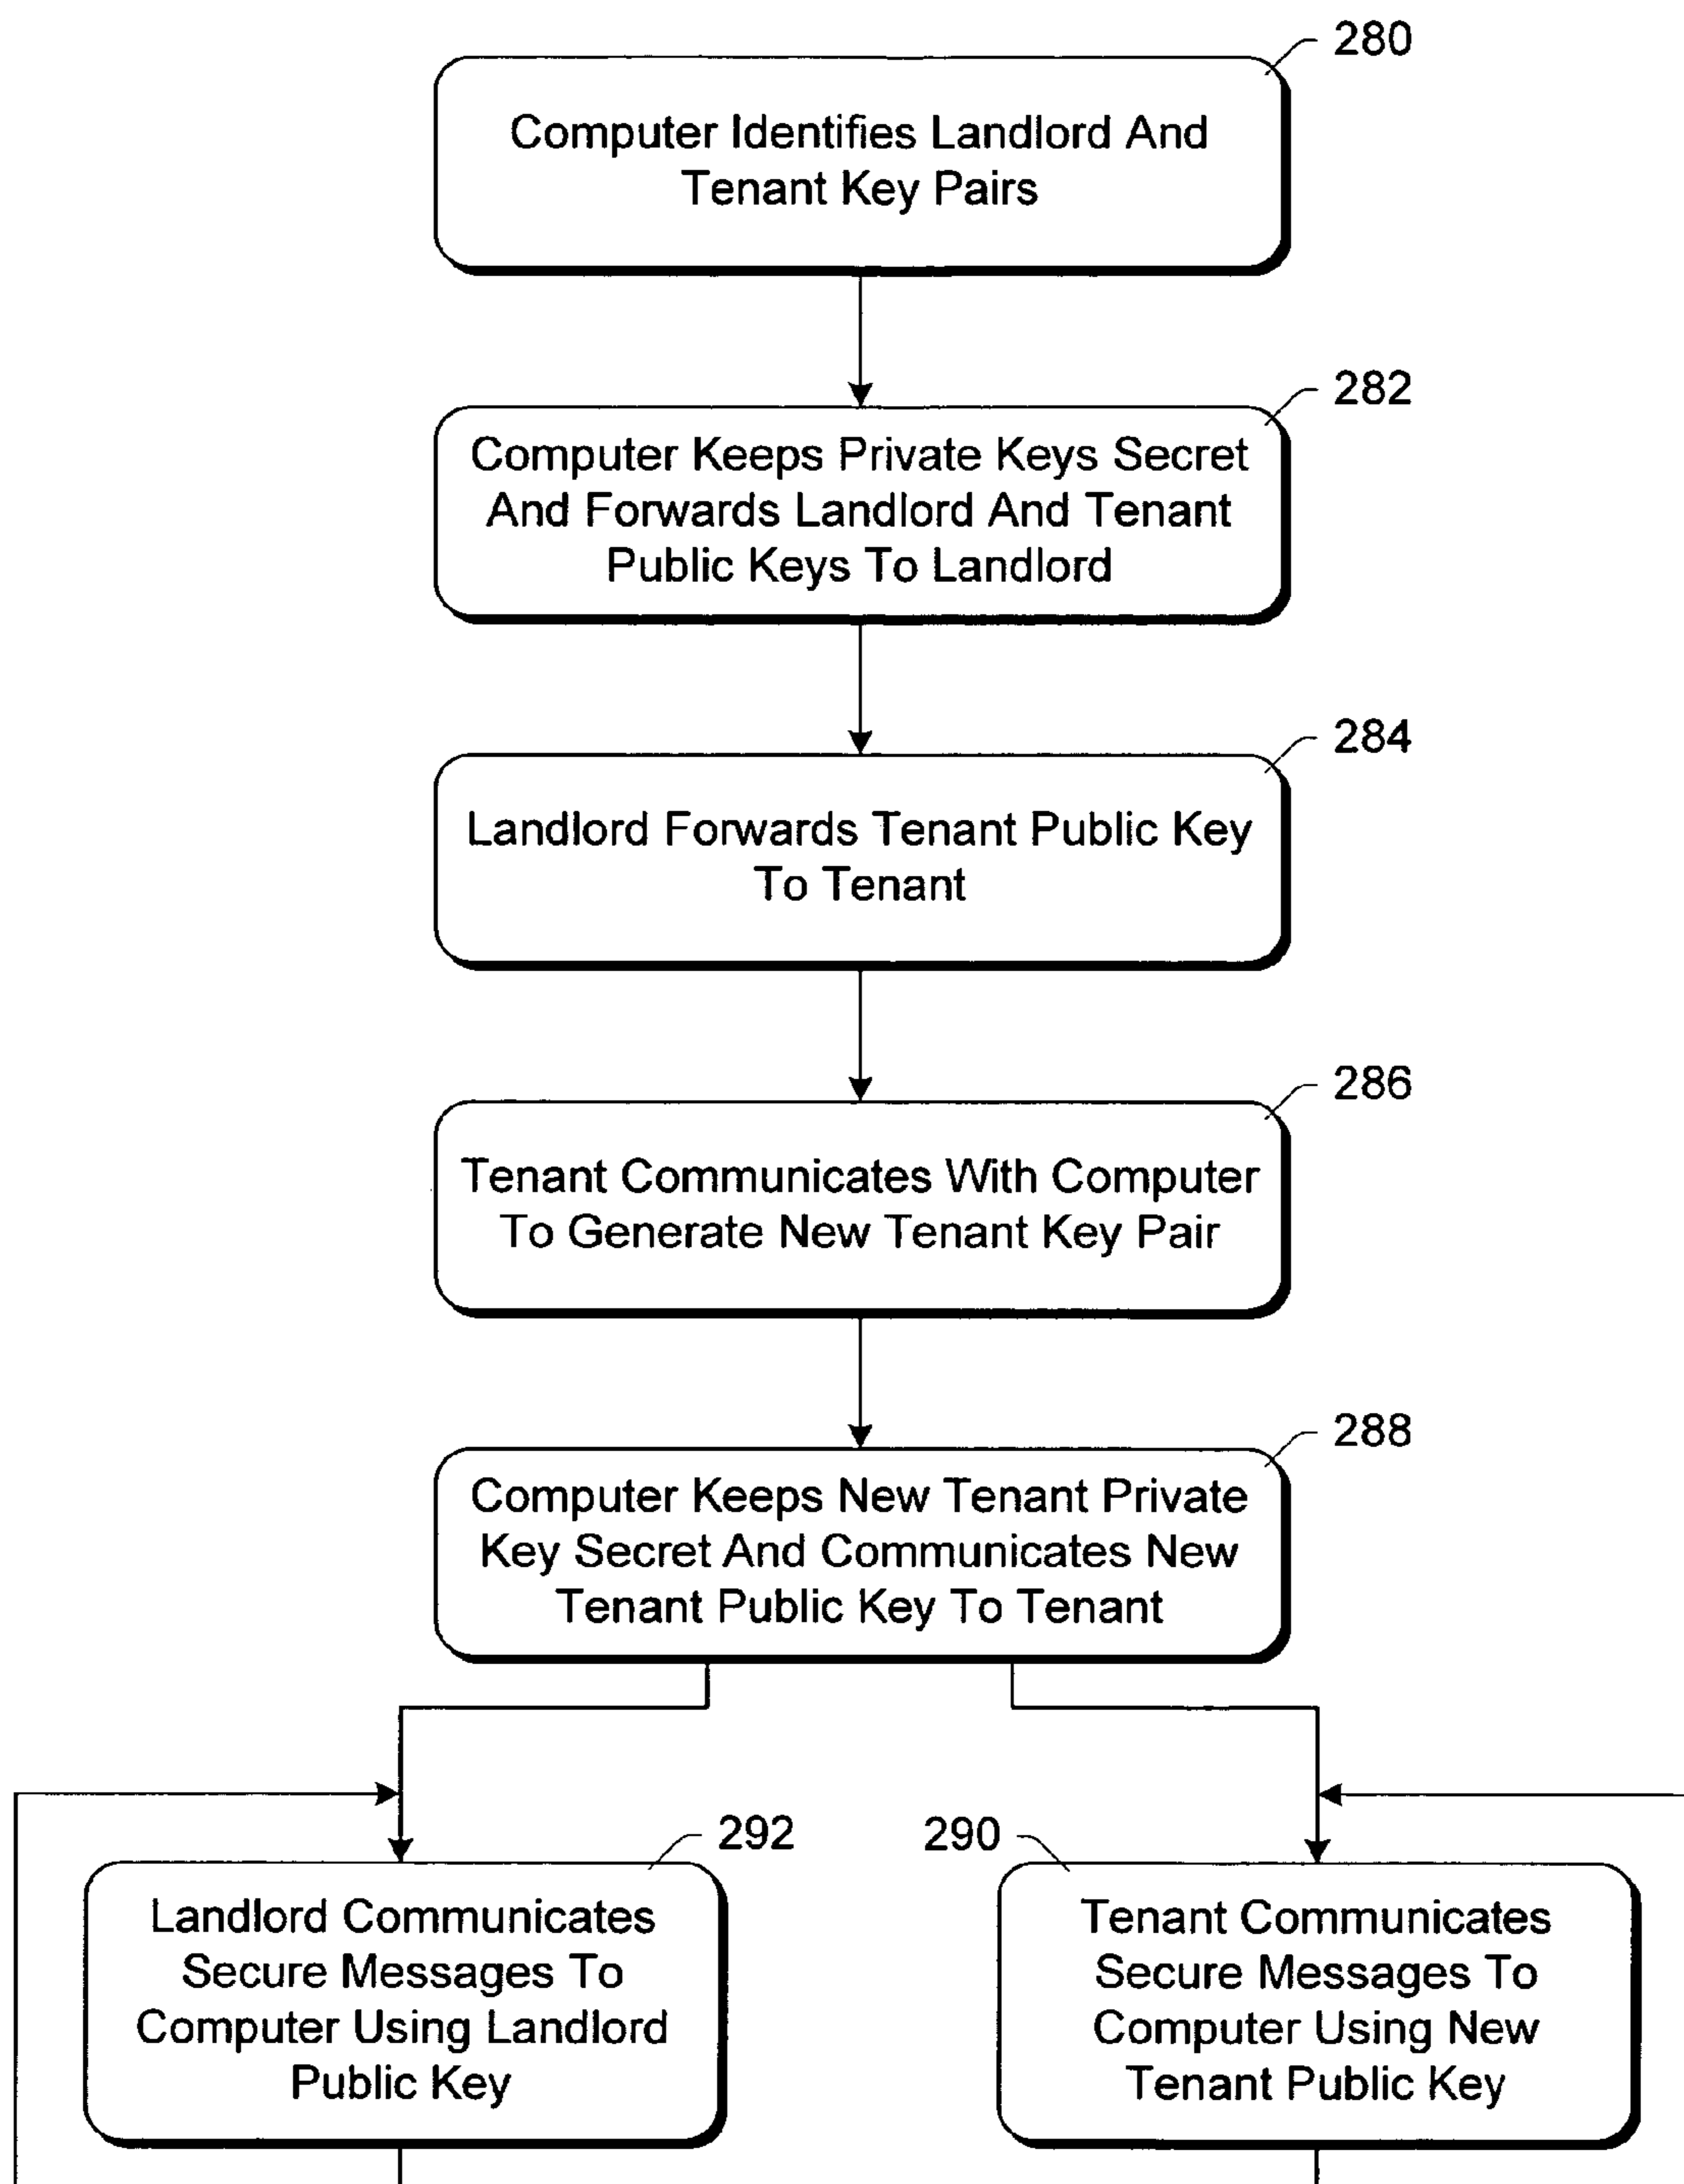 280
Computer Identifies Landlord And
Tenant Key Pairs
282
Computer Keeps Private Keys Secret
And Forwards Landlord And Tenant
Public Keys To Landlord
284
Landlord Forwards Tenant Public Key
To Tenant
286
Tenant Communicates With Computer
To Generate New Tenant Key Pair
288
Computer Keeps New Tenant Private
Key Secret And Communicates New
Tenant Public Key To Tenant
292
Landlord Communicates
Secure Messages To
Computer Using Landlord
Public Key
290
Tenant Communicates
Secure Messages To
Computer Using New
Tenant Public Key